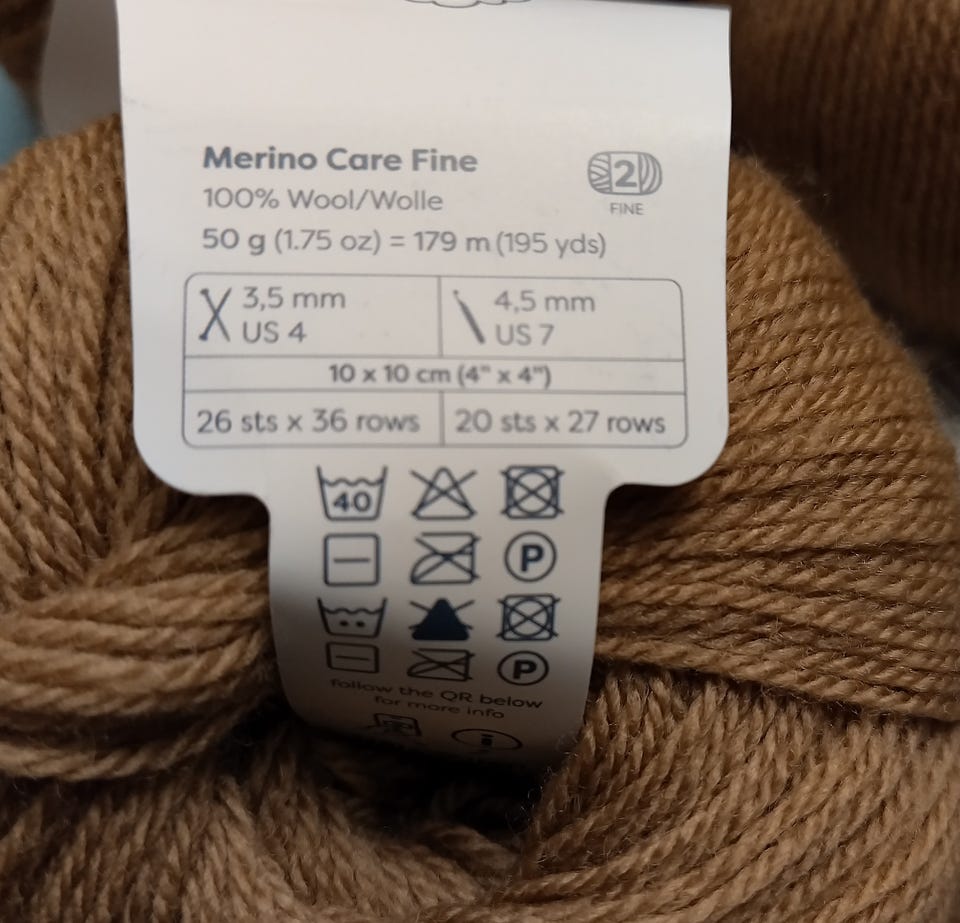 Merino Care Fine
100% Wool/Wolle
2
FINE
50 g (1.75 oz) = 179 m (195 yds)
3,5 mm
US 4
4,5 mm
US 7
10 x 10 cm (4" x 4")
26 sts x 36 rows
20 sts x 27 rows
40
P
P
follow the QR below
for more info
i